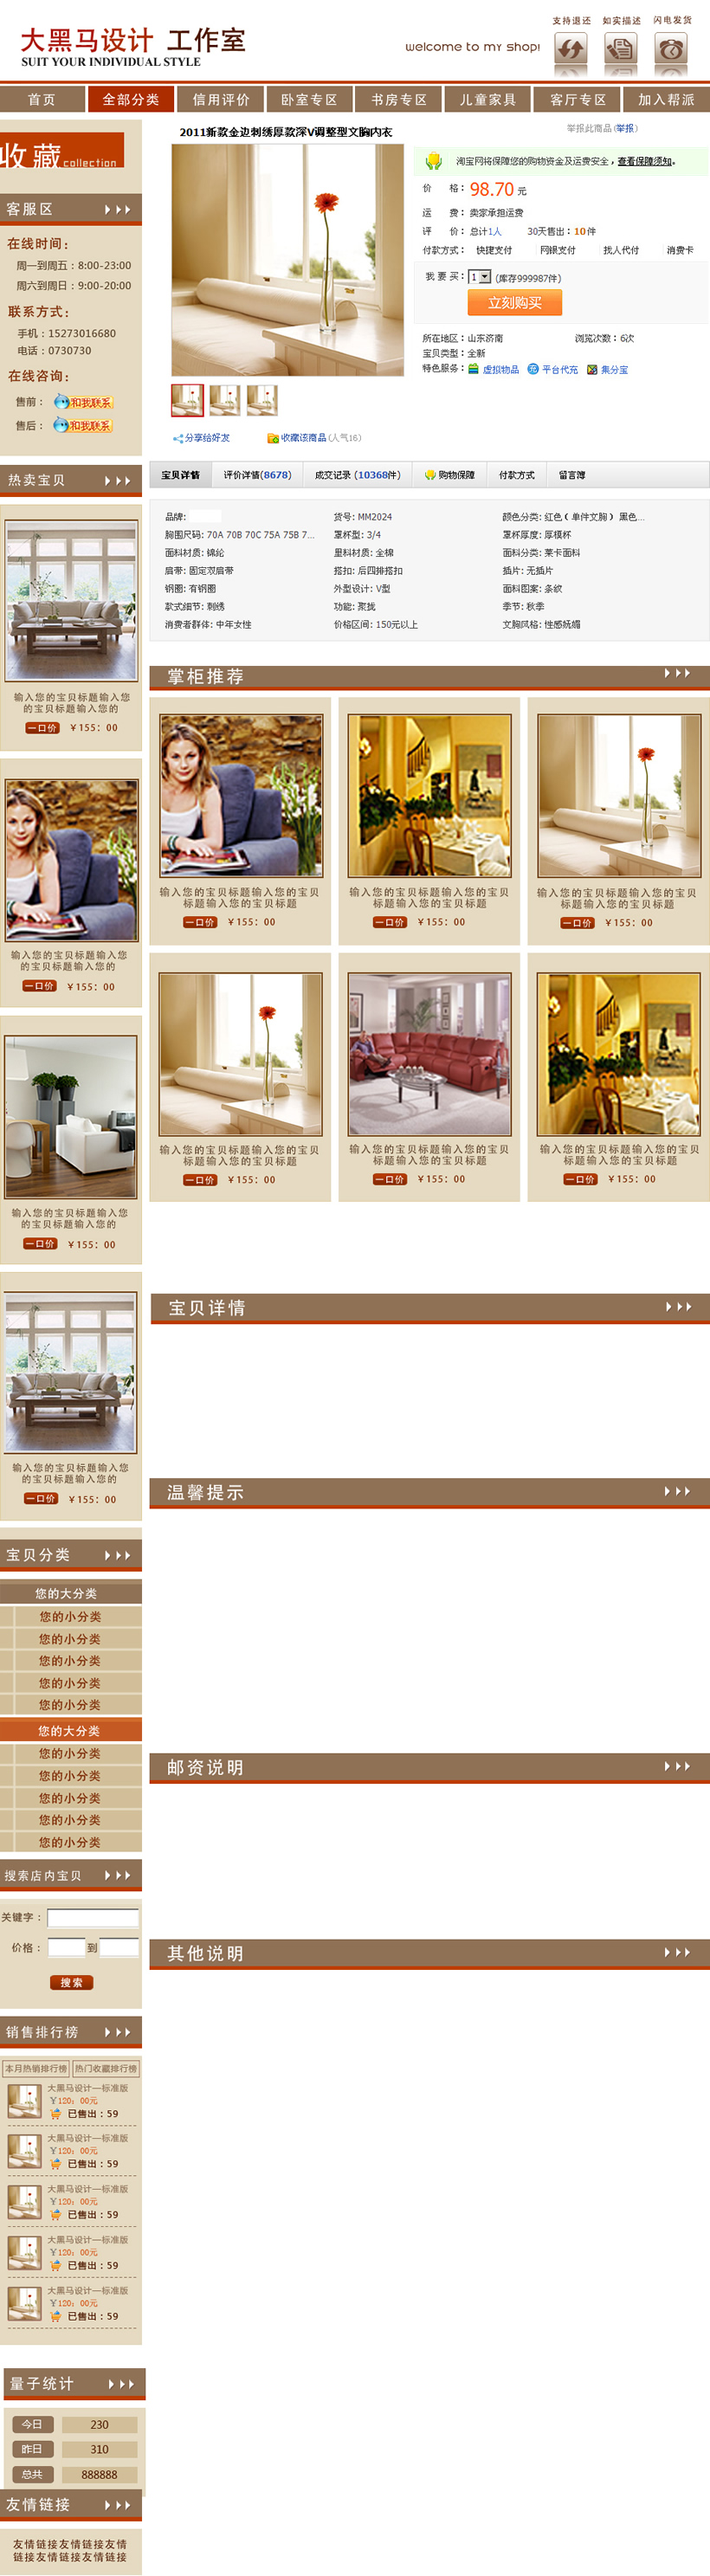 支持退还 如实描述 闪电发货
大黑马设计 工作室
SUIT YOUR INDIVIDUAL STYLE
welcome to my shop!
首页 全部分类 信用评价 卧室专区 书房专区 儿童家具 客厅专区 加入帮派
收藏
collection
客服区
在线时间：
周一到周五：8:00-23:00
周六到周日：9:00-20:00
联系方式：
手机：15273016680
电话：0730730
在线咨询：
售前： 和我联系
售后： 和我联系
热卖宝贝
输入您的宝贝标题输入您
的宝贝标题输入您的
一口价 ￥155：00
输入您的宝贝标题输入您
的宝贝标题输入您的
一口价 ￥155：00
输入您的宝贝标题输入您
的宝贝标题输入您的
一口价 ￥155：00
输入您的宝贝标题输入您
的宝贝标题输入您的
一口价 ￥155：00
宝贝分类
您的大分类
您的小分类
您的小分类
您的小分类
您的小分类
您的小分类
您的大分类
您的小分类
您的小分类
您的小分类
您的小分类
您的小分类
搜索店内宝贝
关键字：
价格： 到
搜索
销售排行榜
本月热销排行榜 热门收藏排行榜
大黑马设计—标准版
￥120：00元
已售出：59
大黑马设计—标准版
￥120：00元
已售出：59
大黑马设计—标准版
￥120：00元
已售出：59
大黑马设计—标准版
￥120：00元
已售出：59
大黑马设计—标准版
￥120：00元
已售出：59
量子统计
今日 230
昨日 310
总共 888888
友情链接
友情链接友情链接友情
链接友情链接友情链接
2011新款金边刺绣厚款深V调整型文胸内衣
举报此商品(举报)
淘宝网将保障您的购物资金及运费安全，查看保障须知。
价 格：98.70 元
运 费：卖家承担运费
评 价：总计1人 30天售出：10件
付款方式： 快捷支付 网银支付 找人代付 消费卡
我要买：1 (库存999987件)
立刻购买
所在地区：山东济南 浏览次数：6次
宝贝类型：全新
特色服务： 虚拟物品 平台代充 集分宝
分享给好友 收藏该商品(人气16)
宝贝详情 评价详情(8678) 成交记录 (10368件) 购物保障 付款方式 留言簿
品牌: 货号: MM2024 颜色分类: 红色 ( 单件文胸 ) 黑色...
胸围尺码: 70A 70B 70C 75A 75B 7... 罩杯型: 3/4 罩杯厚度: 厚模杯
面料材质: 锦纶 里料材质: 全棉 面料分类: 莱卡面料
肩带: 固定双肩带 搭扣: 后四排搭扣 插片: 无插片
钢圈: 有钢圈 外型设计: V型 面料图案: 条纹
款式细节: 刺绣 功能: 聚拢 季节: 秋季
消费者群体: 中年女性 价格区间: 150元以上 文胸风格: 性感妩媚
掌柜推荐
输入您的宝贝标题输入您的宝贝
标题输入您的宝贝标题
一口价 ￥155：00
输入您的宝贝标题输入您的宝贝
标题输入您的宝贝标题
一口价 ￥155：00
输入您的宝贝标题输入您的宝贝
标题输入您的宝贝标题
一口价 ￥155：00
输入您的宝贝标题输入您的宝贝
标题输入您的宝贝标题
一口价 ￥155：00
输入您的宝贝标题输入您的宝贝
标题输入您的宝贝标题
一口价 ￥155：00
输入您的宝贝标题输入您的宝贝
标题输入您的宝贝标题
一口价 ￥155：00
宝贝详情
温馨提示
邮资说明
其他说明